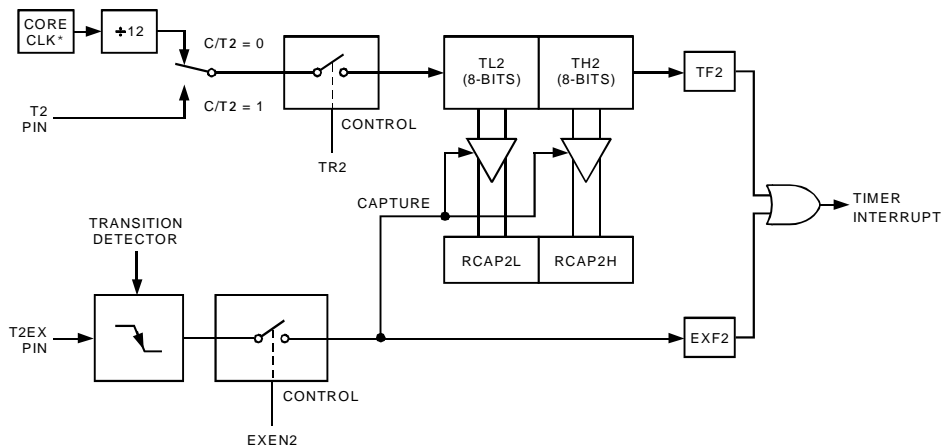 CORE
CLK*
÷12
C/T2 = 0
C/T2 = 1
T2
PIN
CONTROL
TR2
TL2
(8-BITS)
TH2
(8-BITS)
TF2
CAPTURE
TIMER
INTERRUPT
TRANSITION
DETECTOR
RCAP2L
RCAP2H
T2EX
PIN
EXF2
CONTROL
EXEN2